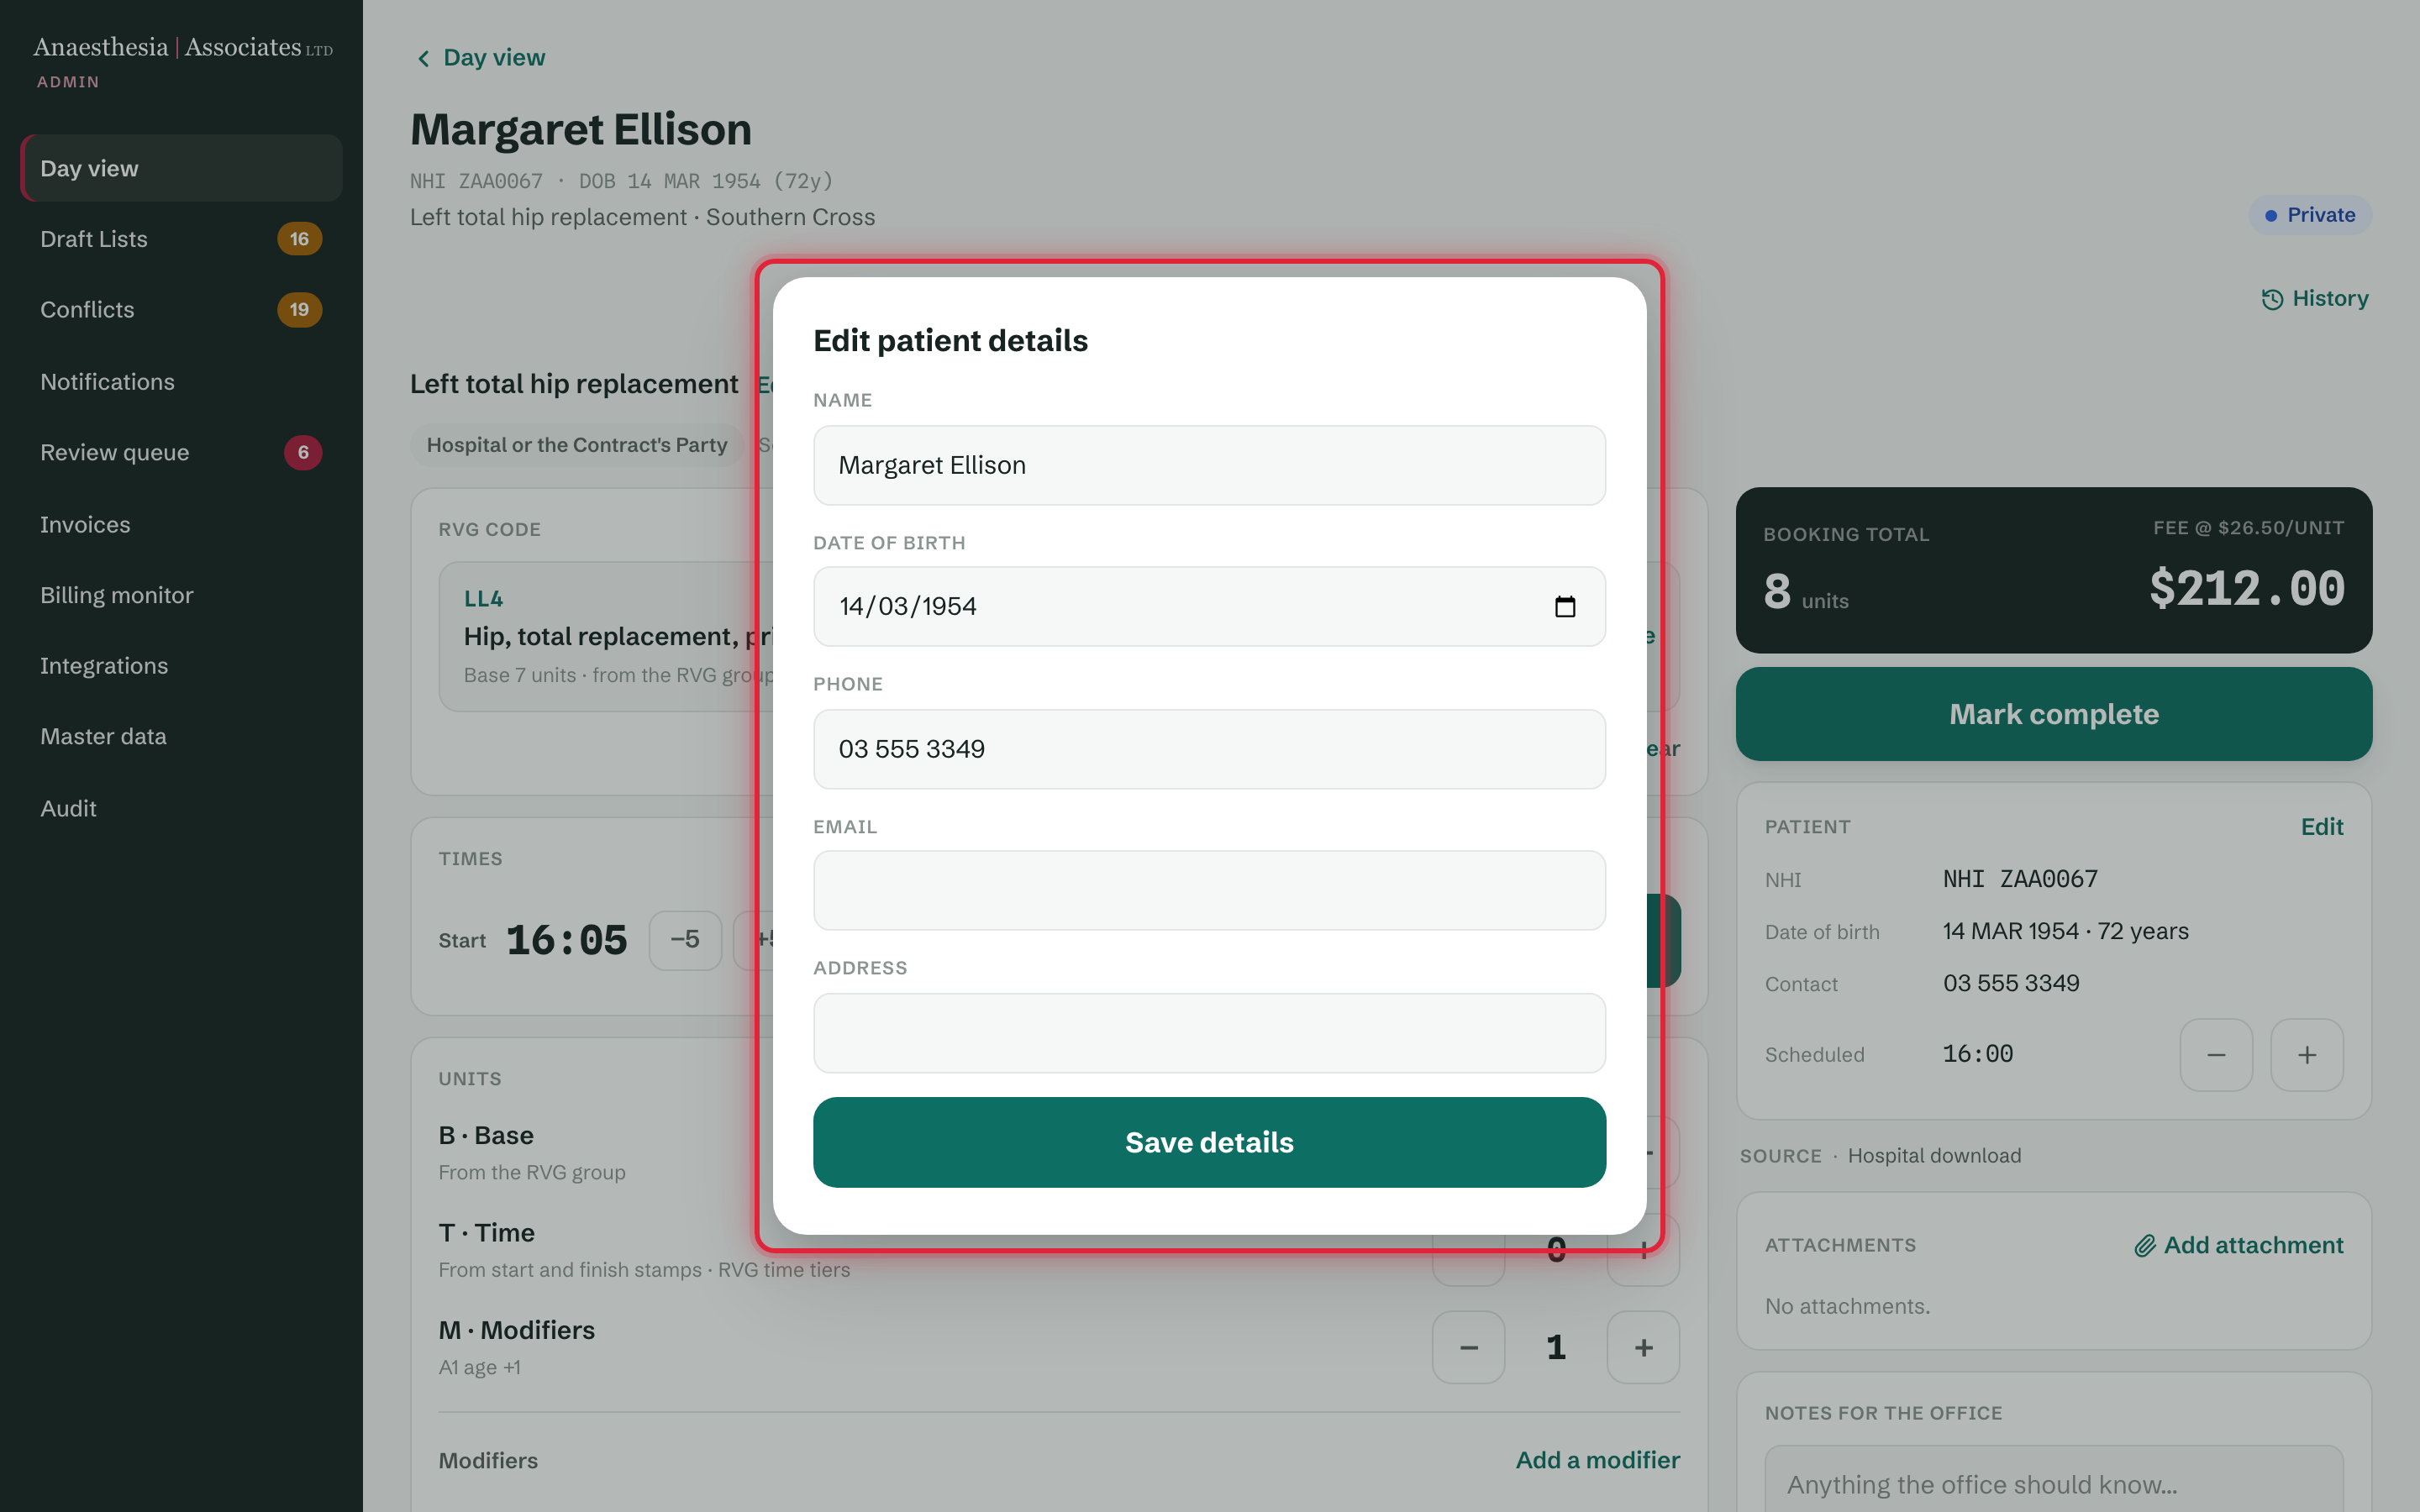 Anaesthesia | Associates LTD
ADMIN
Day view
Draft Lists 16
Conflicts 19
Notifications
Review queue 6
Invoices
Billing monitor
Integrations
Master data
Audit
Day view
Margaret Ellison
NHI ZAA0067 · DOB 14 MAR 1954 (72y)
Left total hip replacement · Southern Cross
Private
History
Left total hip replacement
Hospital or the Contract's Party
RVG CODE
LL4
Hip, total replacement,
Base 7 units · from the RVG group
TIMES
Start 16:05 −5
UNITS
B · Base
From the RVG group
T · Time
From start and finish stamps · RVG time tiers
0 +
M · Modifiers
A1 age +1
− 1 +
Modifiers
Add a modifier
Edit patient details
NAME
Margaret Ellison
DATE OF BIRTH
14/03/1954
PHONE
03 555 3349
EMAIL
ADDRESS
Save details
BOOKING TOTAL
8 units
FEE @ $26.50/UNIT
$212.00
Mark complete
PATIENT
Edit
NHI NHI ZAA0067
Date of birth 14 MAR 1954 · 72 years
Contact 03 555 3349
Scheduled 16:00 − +
SOURCE · Hospital download
ATTACHMENTS
Add attachment
No attachments.
NOTES FOR THE OFFICE
Anything the office should know...